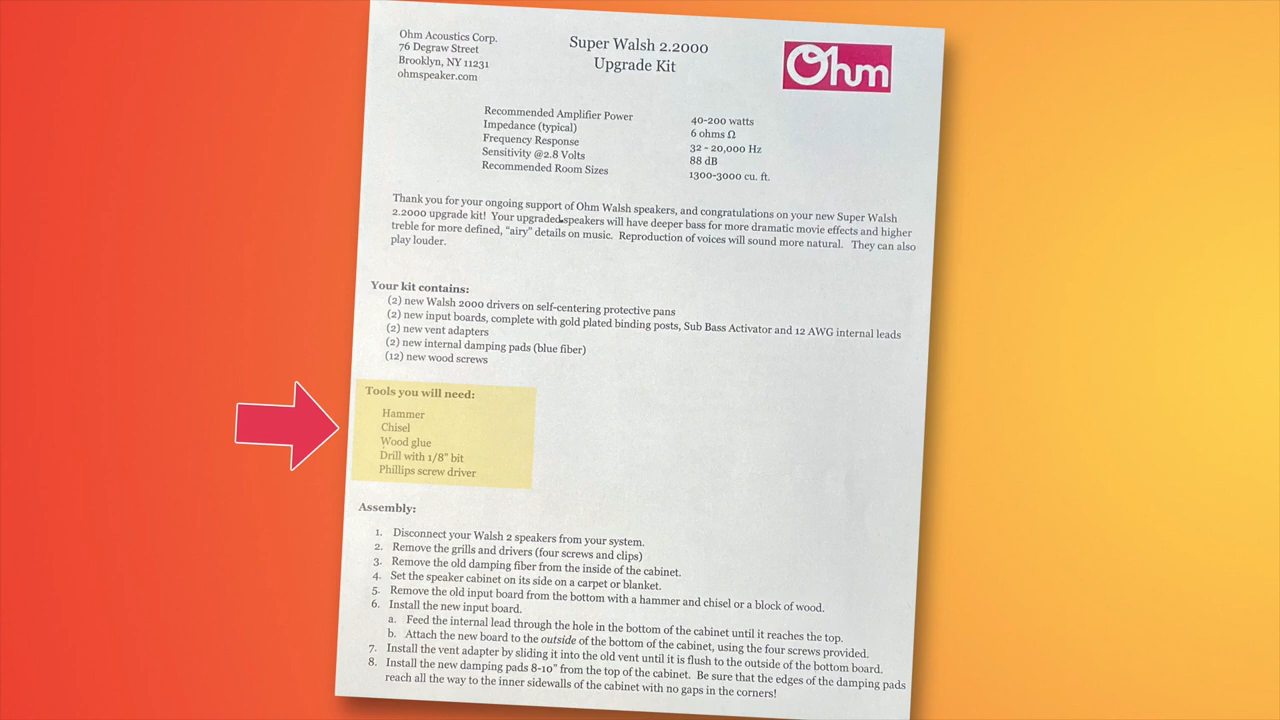 Ohm Acoustics Corp.
76 Degraw Street
Brooklyn, NY 11231
ohmspeaker.com
Super Walsh 2.2000
Upgrade Kit
Ohm
Recommended Amplifier Power 40-200 watts
Impedance (typical) 6 ohms Ω
Frequency Response 32 - 20,000 Hz
Sensitivity @2.8 Volts 88 dB
Recommended Room Sizes 1300-3000 cu. ft.
Thank you for your ongoing support of Ohm Walsh speakers, and congratulations on your new Super Walsh
2.2000 upgrade kit! Your upgraded speakers will have deeper bass for more dramatic movie effects and higher
treble for more defined, "airy" details on music. Reproduction of voices will sound more natural. They can also
play louder.
Your kit contains:
(2) new Walsh 2000 drivers on self-centering protective pans
(2) new input boards, complete with gold plated binding posts, Sub Bass Activator and 12 AWG internal leads
(2) new vent adapters
(2) new internal damping pads (blue fiber)
(12) new wood screws
Tools you will need:
Hammer
Chisel
Wood glue
Drill with 1/8" bit
Phillips screw driver
Assembly:
1. Disconnect your Walsh 2 speakers from your system.
2. Remove the grills and drivers (four screws and clips)
3. Remove the old damping fiber from the inside of the cabinet.
4. Set the speaker cabinet on its side on a carpet or blanket.
5. Remove the old input board from the bottom with a hammer and chisel or a block of wood.
6. Install the new input board.
a. Feed the internal lead through the hole in the bottom of the cabinet until it reaches the top.
b. Attach the new board to the outside of the bottom of the cabinet, using the four screws provided.
7. Install the vent adapter by sliding it into the old vent until it is flush to the outside of the bottom board.
8. Install the new damping pads 8-10" from the top of the cabinet. Be sure that the edges of the damping pads
reach all the way to the inner sidewalls of the cabinet with no gaps in the corners!